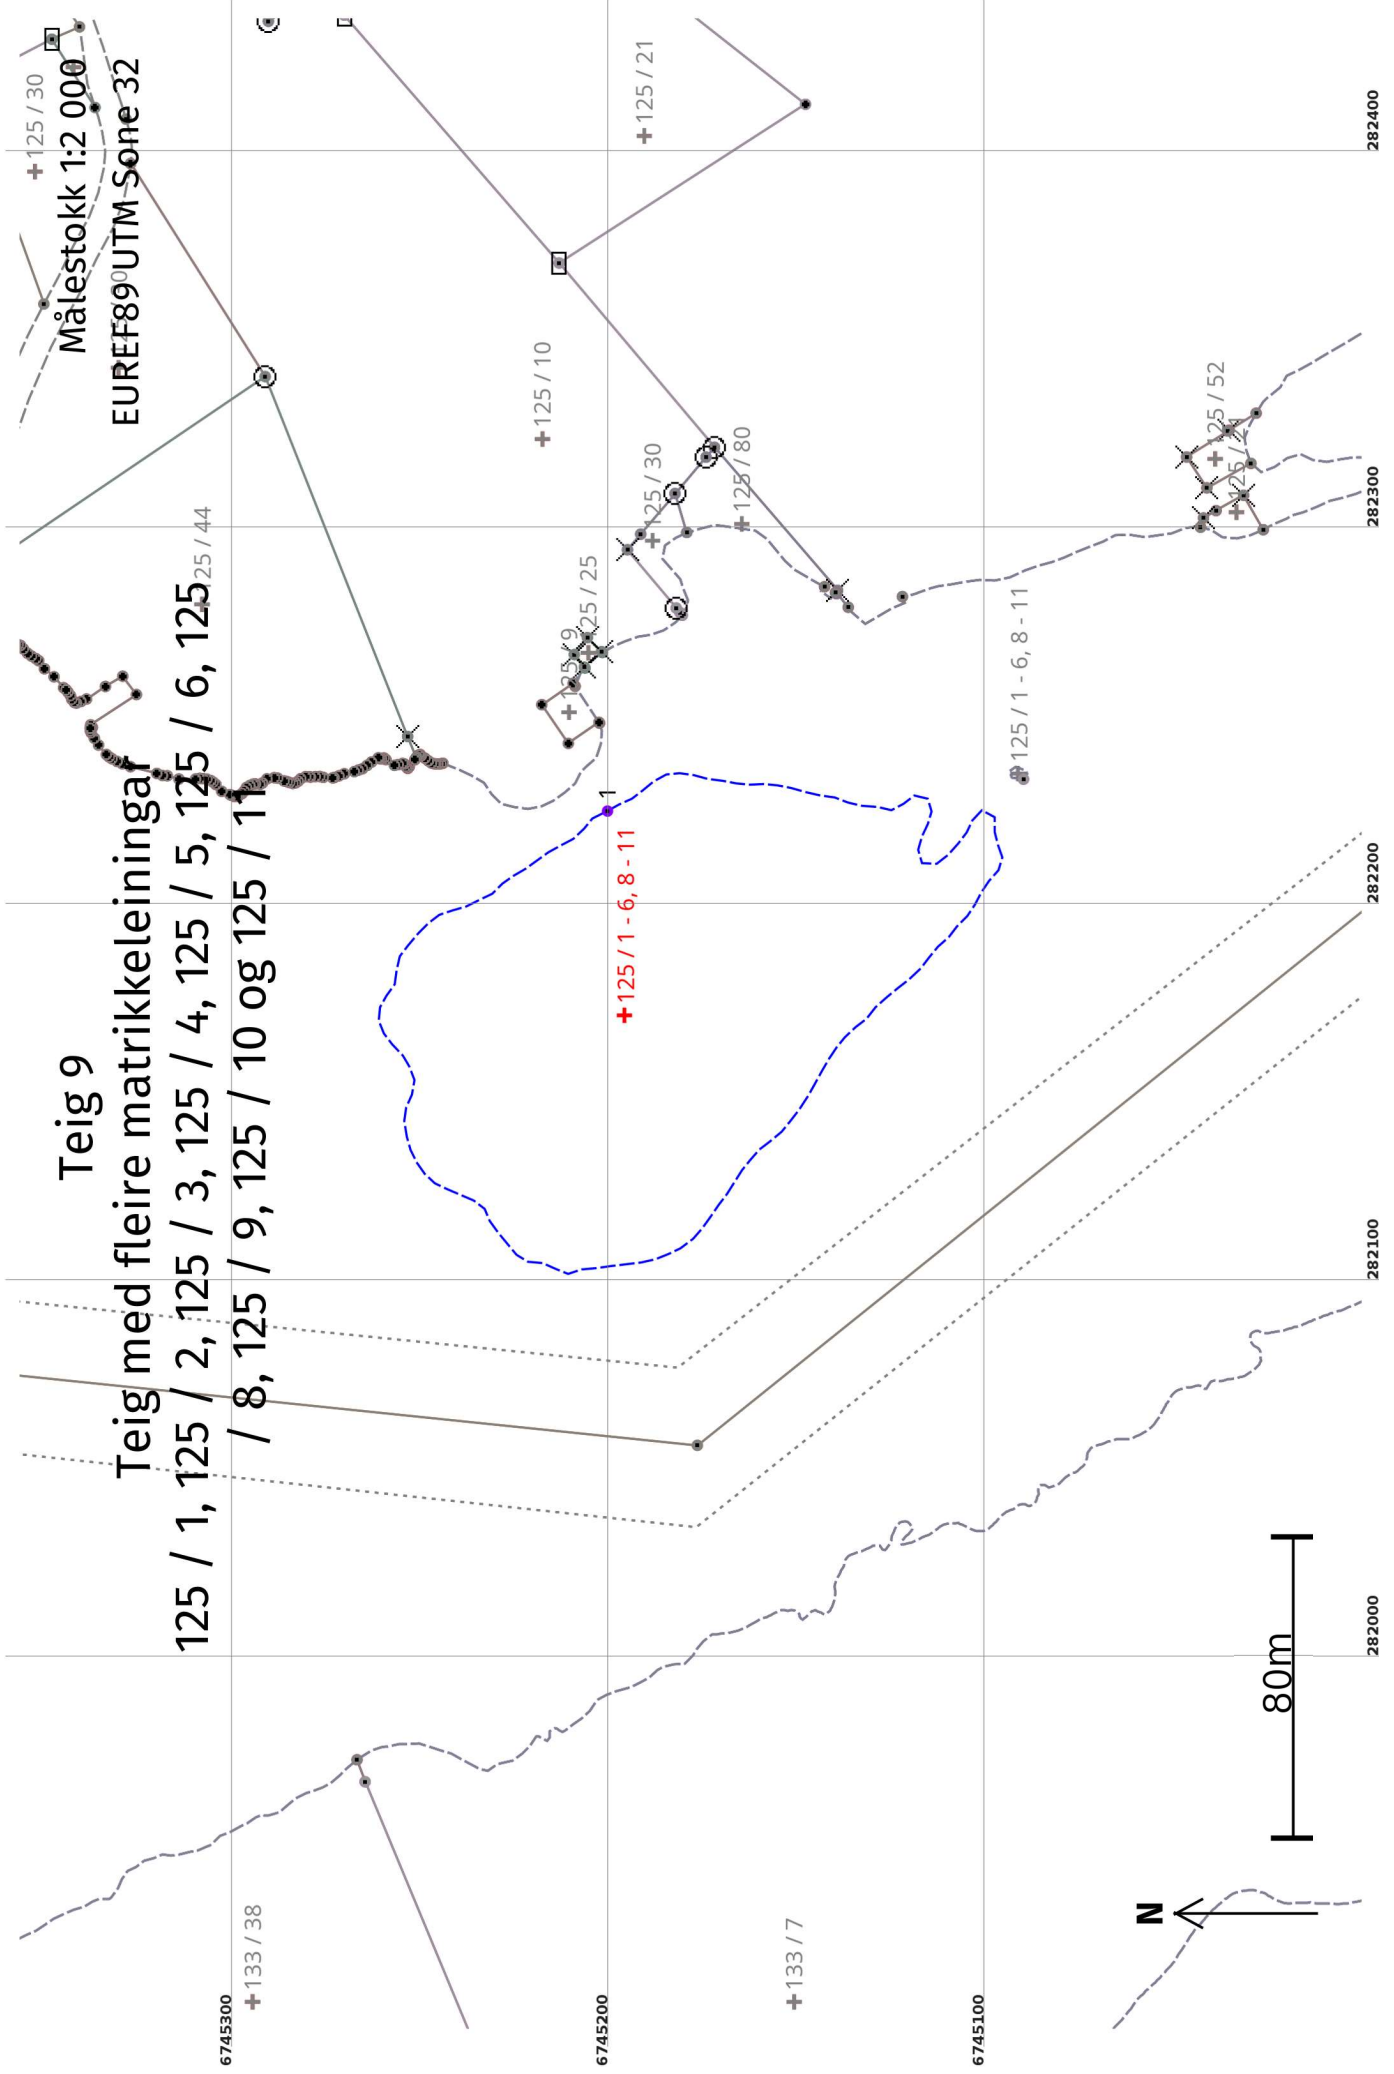 Teig 9
Teig med fleire matrikkeleiningar
125 / 1, 125 / 2, 125 / 3, 125 / 4, 125 / 5, 125 / 6, 125
/ 8, 125 / 9, 125 / 10 og 125 / 11
Målestokk 1:2 000
EUREF89 UTM Sone 32
125 / 30
125 / 21
125 / 44
125 / 10
125 / 30
125 / 80
125 / 25
125 / 9
125 / 52
1
125 / 1 - 6, 8 - 11
125 / 1 - 6, 8 - 11
133 / 38
133 / 7
6745300
6745200
6745100
282000
282100
282200
282300
282400
N
80m